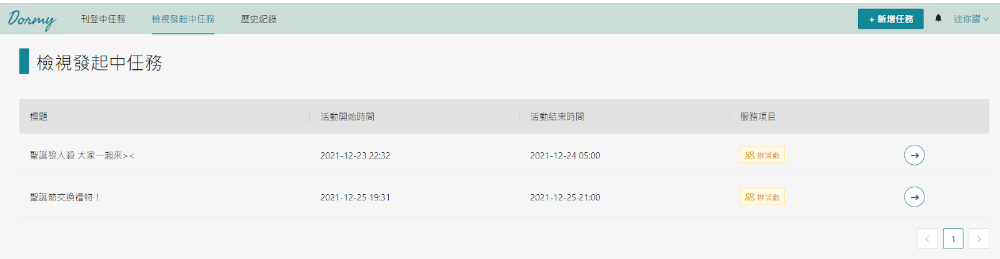 Dormy 刊登中任務 檢視發起中任務 歷史紀錄 + 新增任務 迷你罐
檢視發起中任務
標題 活動開始時間 活動結束時間 服務項目
聖誕狼人殺 大家一起來>< 2021-12-23 22:32 2021-12-24 05:00 辦活動
聖誕節交換禮物！ 2021-12-25 19:31 2021-12-25 21:00 辦活動
< 1 >